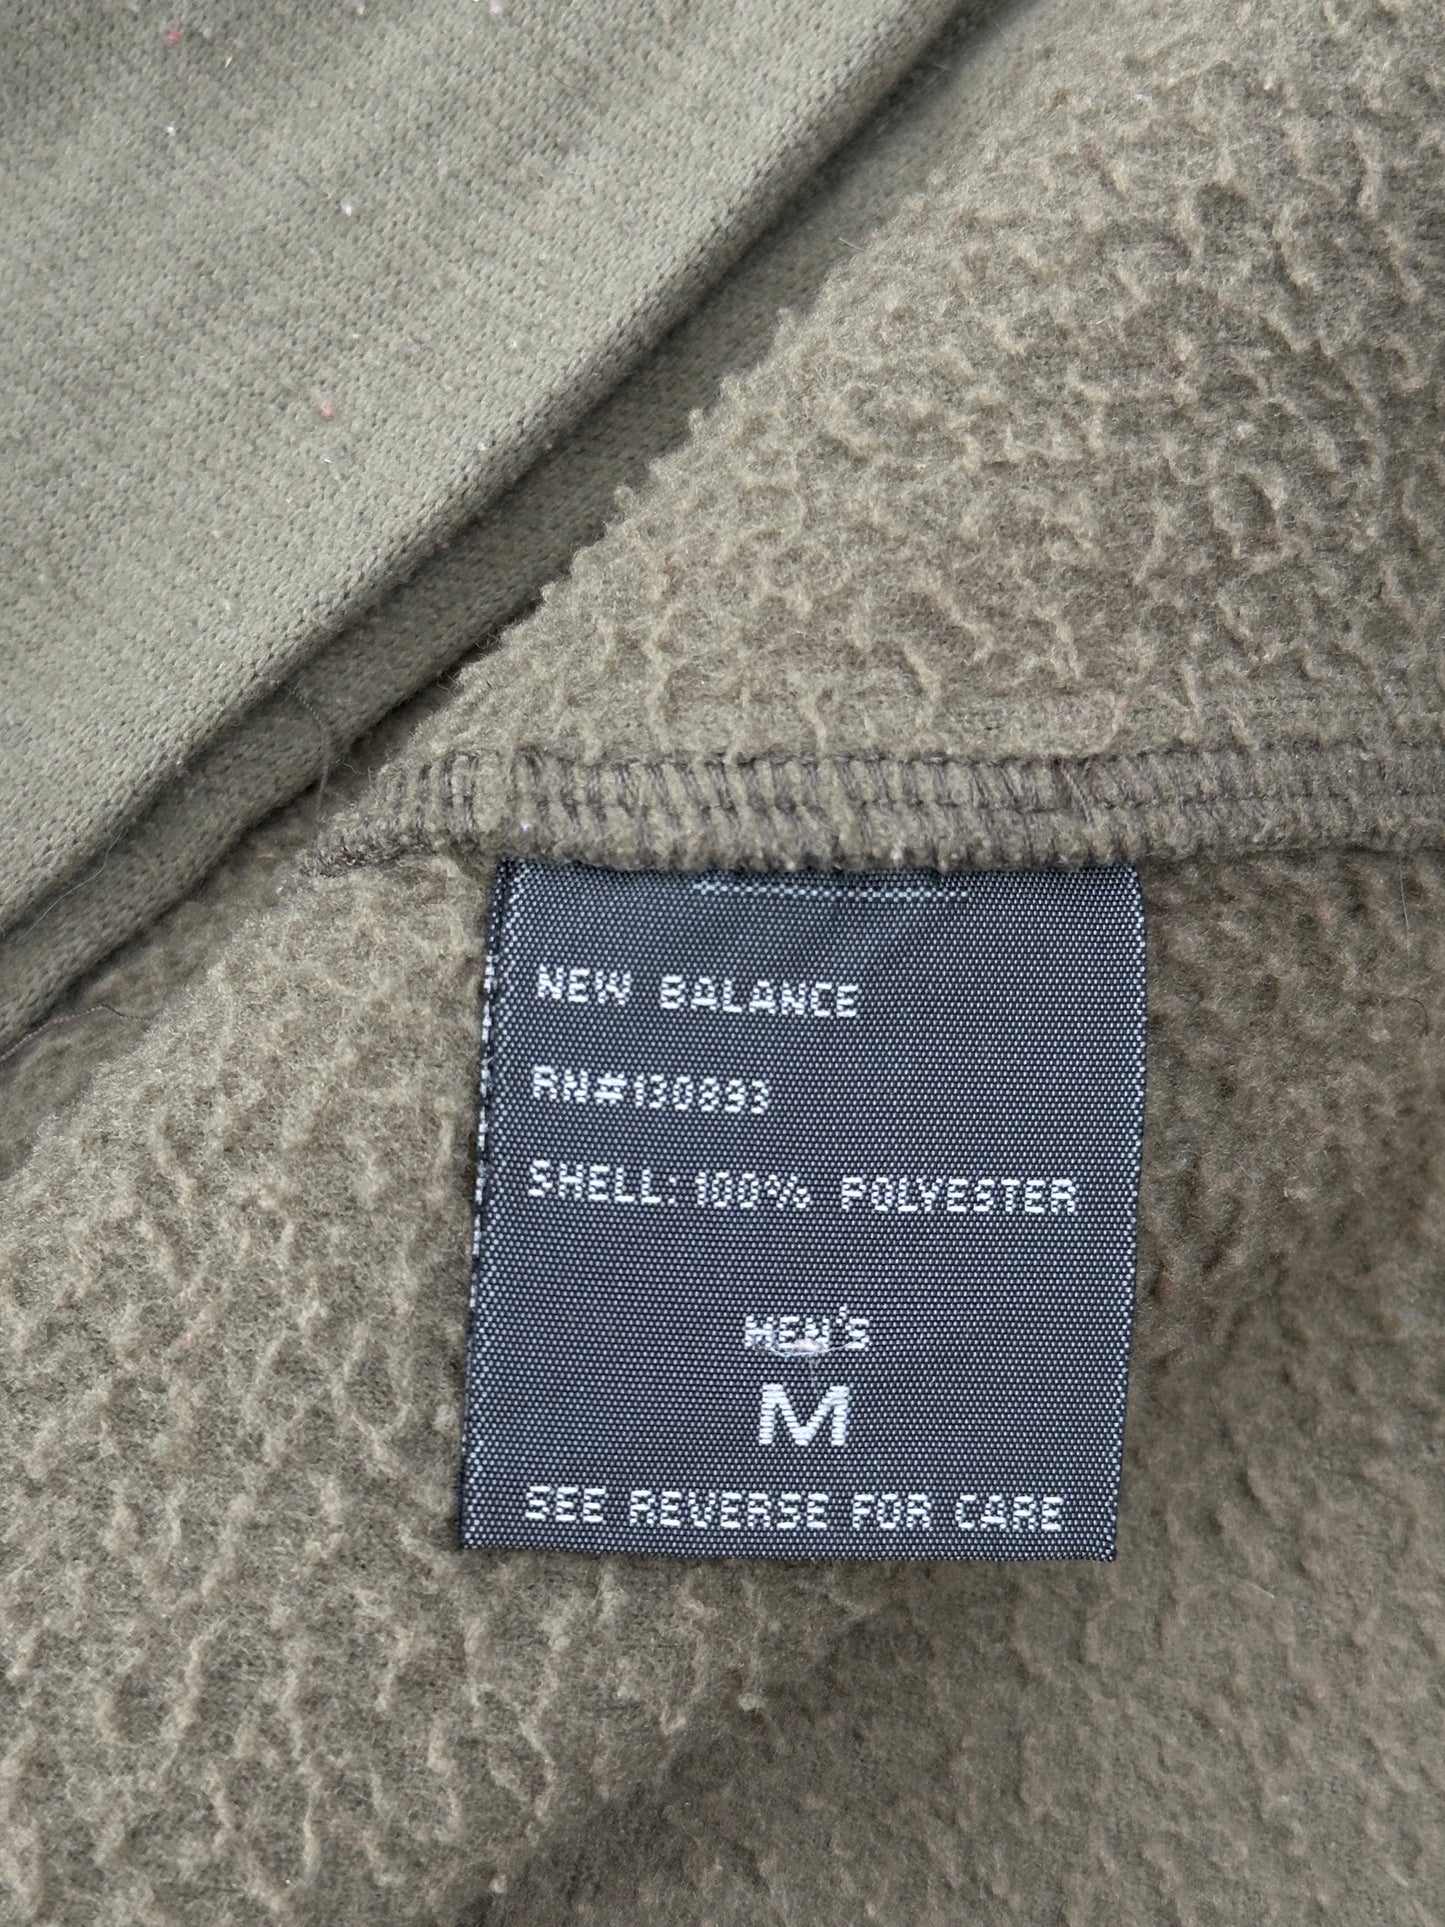 NEW BALANCE
RN#130893
SHELL: 100% POLYESTER
MEN'S
M
SEE REVERSE FOR CARE